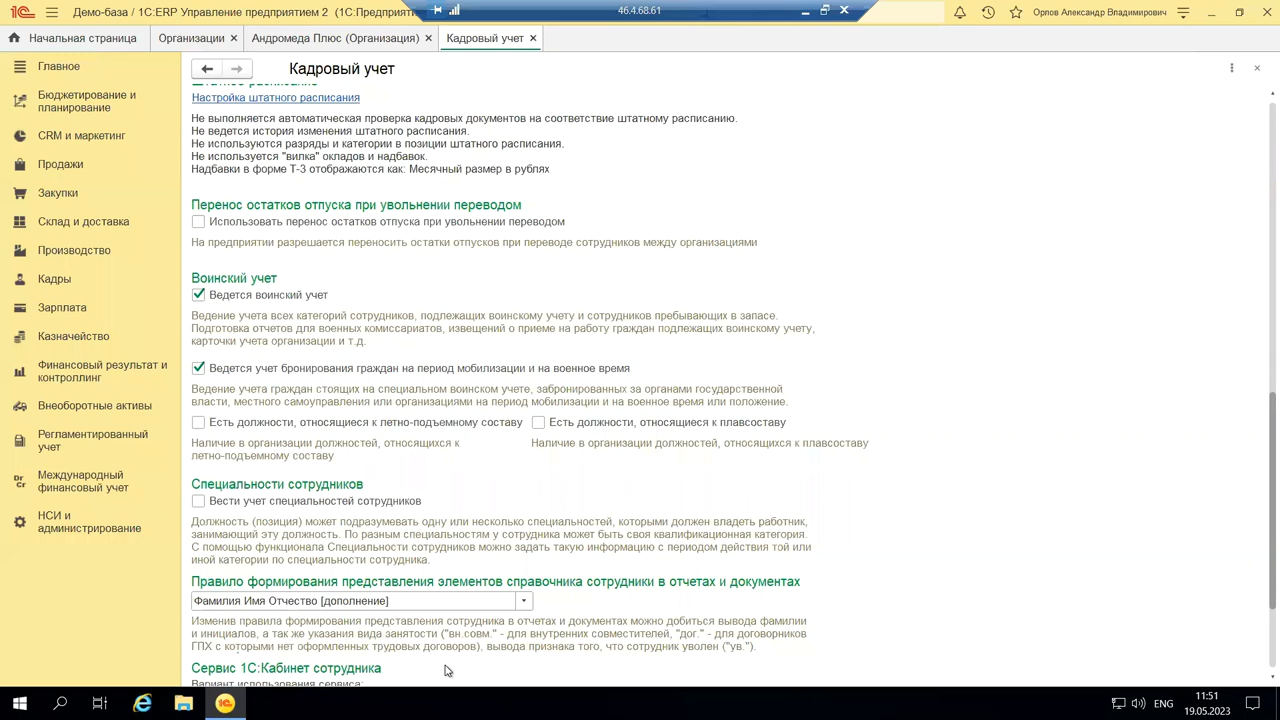 Демо-база / 1С:ERP Управление предприятием 2 (1С:Предприяти
46.4.68.61
Орлов Александр Владимирович
Начальная страница
Организации
Андромеда Плюс (Организация)
Кадровый учет
Главное
Бюджетирование и
планирование
CRM и маркетинг
Продажи
Закупки
Склад и доставка
Производство
Кадры
Зарплата
Казначейство
Финансовый результат и
контроллинг
Внеоборотные активы
Регламентированный
учет
Международный
финансовый учет
НСИ и
администрирование
Кадровый учет
Штатное расписание
Настройка штатного расписания
Не выполняется автоматическая проверка кадровых документов на соответствие штатному расписанию.
Не ведется история изменения штатного расписания.
Не используются разряды и категории в позиции штатного расписания.
Не используется "вилка" окладов и надбавок.
Надбавки в форме Т-3 отображаются как: Месячный размер в рублях
Перенос остатков отпуска при увольнении переводом
Использовать перенос остатков отпуска при увольнении переводом
На предприятии разрешается переносить остатки отпусков при переводе сотрудников между организациями
Воинский учет
Ведется воинский учет
Ведение учета всех категорий сотрудников, подлежащих воинскому учету и сотрудников пребывающих в запасе.
Подготовка отчетов для военных комиссариатов, извещений о приеме на работу граждан подлежащих воинскому учету,
карточки учета организации и т.д.
Ведется учет бронирования граждан на период мобилизации и на военное время
Ведение учета граждан стоящих на специальном воинском учете, забронированных за органами государственной
власти, местного самоуправления или организациями на период мобилизации и на военное время или положение.
Есть должности, относящиеся к летно-подъемному составу
Есть должности, относящиеся к плавсоставу
Наличие в организации должностей, относящихся к
летно-подъемному составу
Наличие в организации должностей, относящихся к плавсоставу
Специальности сотрудников
Вести учет специальностей сотрудников
Должность (позиция) может подразумевать одну или несколько специальностей, которыми должен владеть работник,
занимающий эту должность. По разным специальностям у сотрудника может быть своя квалификационная категория.
С помощью функционала Специальности сотрудников можно задать такую информацию с периодом действия той или
иной категории по специальности сотрудника.
Правило формирования представления элементов справочника сотрудники в отчетах и документах
Фамилия Имя Отчество [дополнение]
Изменив правила формирования представления сотрудника в отчетах и документах можно добиться вывода фамилии
и инициалов, а так же указания вида занятости ("вн.совм." - для внутренних совместителей, "дог." - для договорников
ГПХ с которыми нет оформленных трудовых договоров), вывода признака того, что сотрудник уволен ("ув.").
Сервис 1С:Кабинет сотрудника
Вариант использования сервиса:
ENG
11:51
19.05.2023